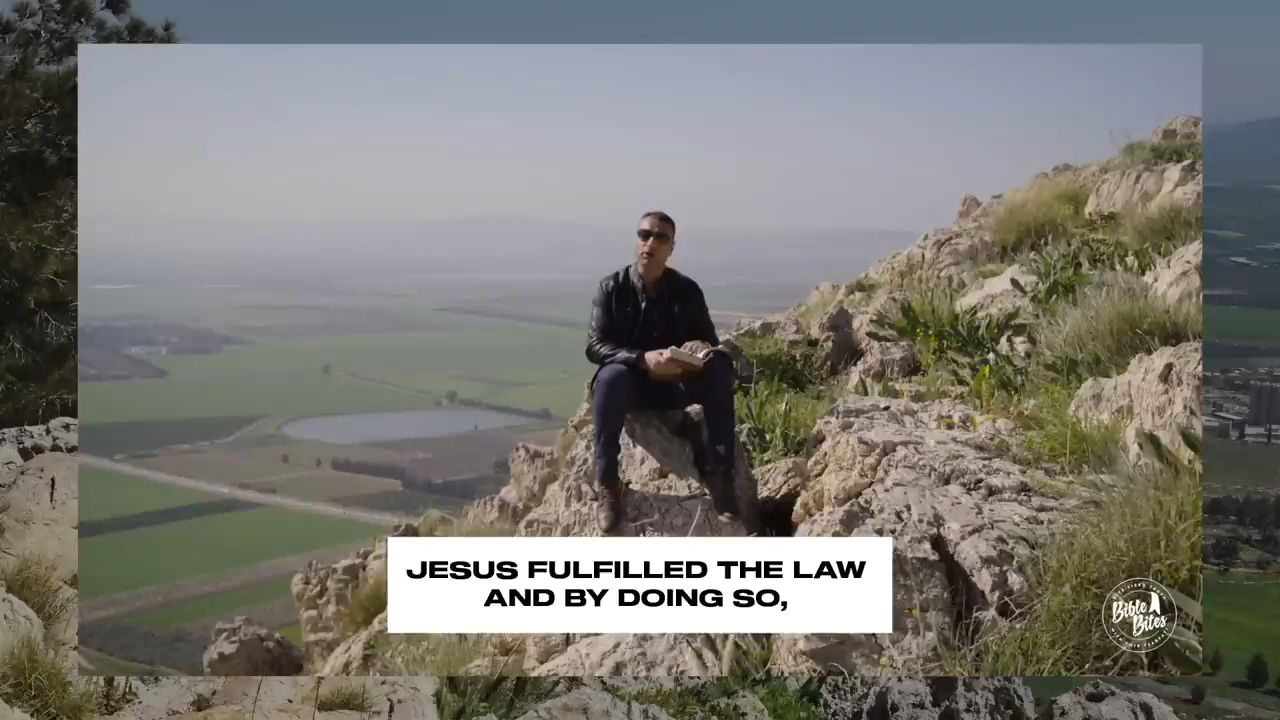 JESUS FULFILLED THE LAW
AND BY DOING SO,
Bible
Bites